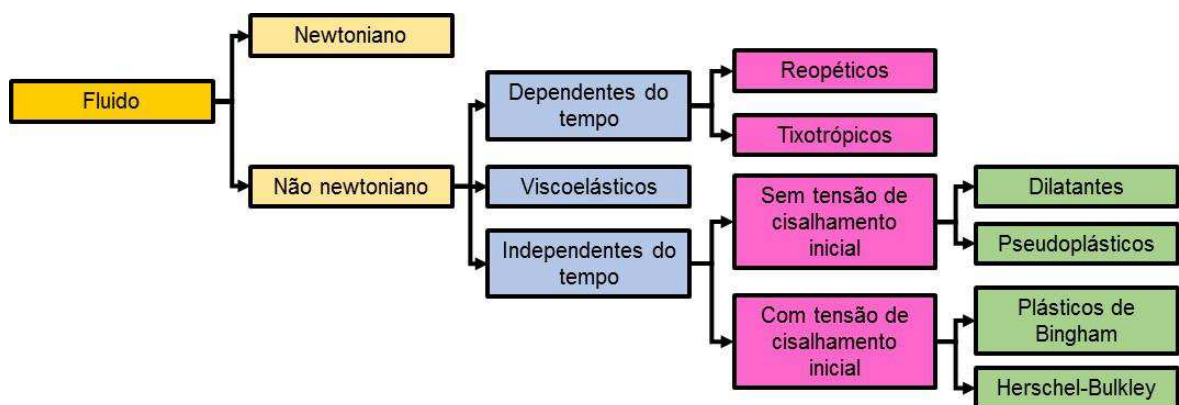 Fluido
Newtoniano
Não newtoniano
Dependentes do
tempo
Viscoelásticos
Independentes do
tempo
Reopéticos
Tixotrópicos
Sem tensão de
cisalhamento
inicial
Com tensão de
cisalhamento
inicial
Dilatantes
Pseudoplásticos
Plásticos de
Bingham
Herschel-Bulkley